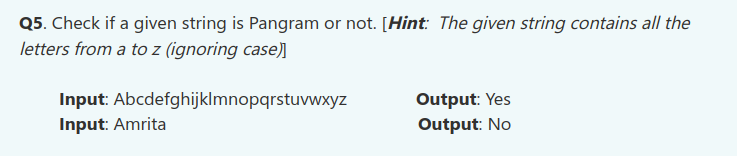 Q5. Check if a given string is Pangram or not. [Hint: The given string contains all the
letters from a to z (ignoring case)]
Input: Abcdefghijklmnopqrstuvwxyz Output: Yes
Input: Amrita Output: No